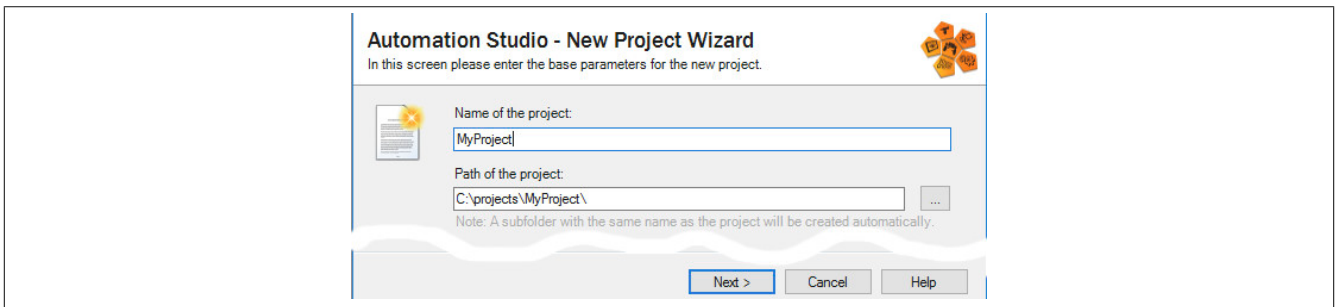 Automation Studio - New Project Wizard
In this screen please enter the base parameters for the new project.
Name of the project:
MyProject
Path of the project:
C:\projects\MyProject\
...
Note: A subfolder with the same name as the project will be created automatically.
Next >
Cancel
Help